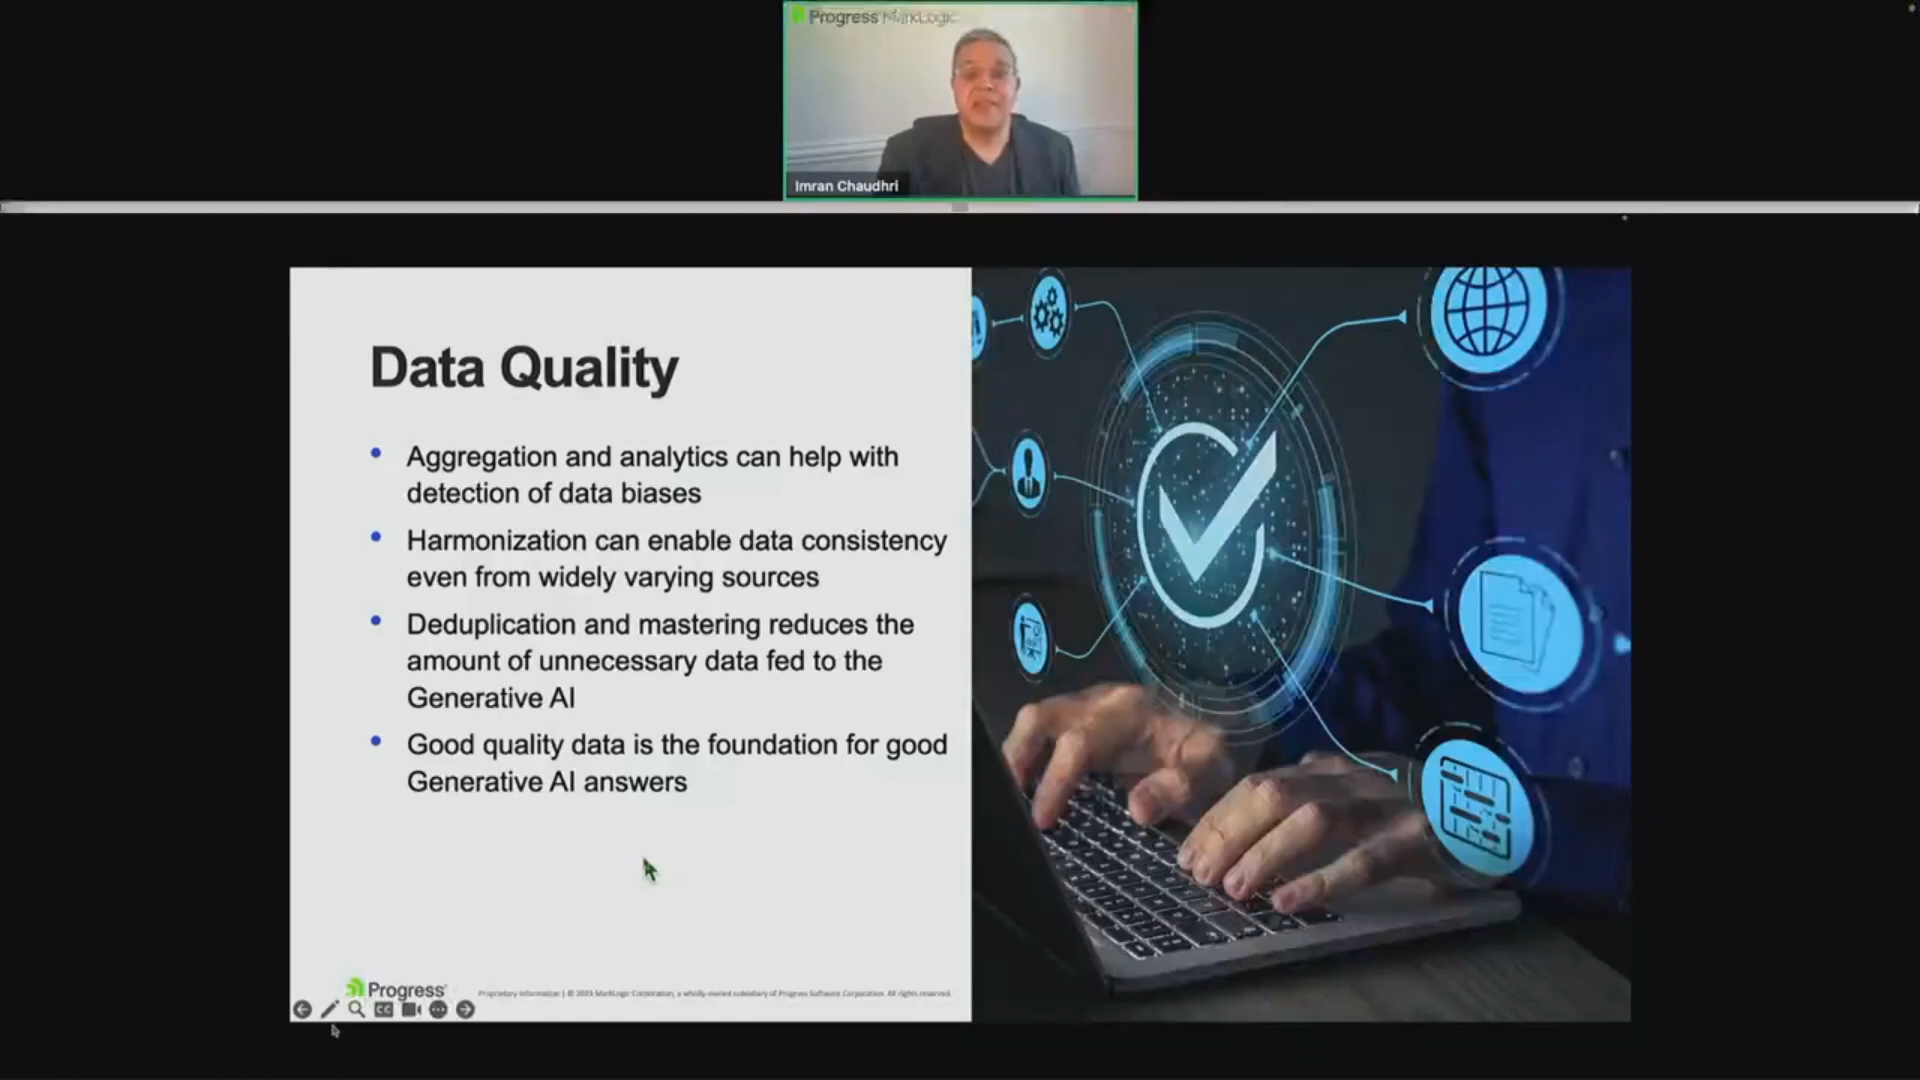 Progress MarkLogic
Imran Chaudhri
Data Quality
• Aggregation and analytics can help with
detection of data biases
• Harmonization can enable data consistency
even from widely varying sources
• Deduplication and mastering reduces the
amount of unnecessary data fed to the
Generative AI
• Good quality data is the foundation for good
Generative AI answers
Progress
Proprietary Information | © 2023 MarkLogic Corporation, a wholly-owned subsidiary of Progress Software Corporation. All rights reserved.
CC